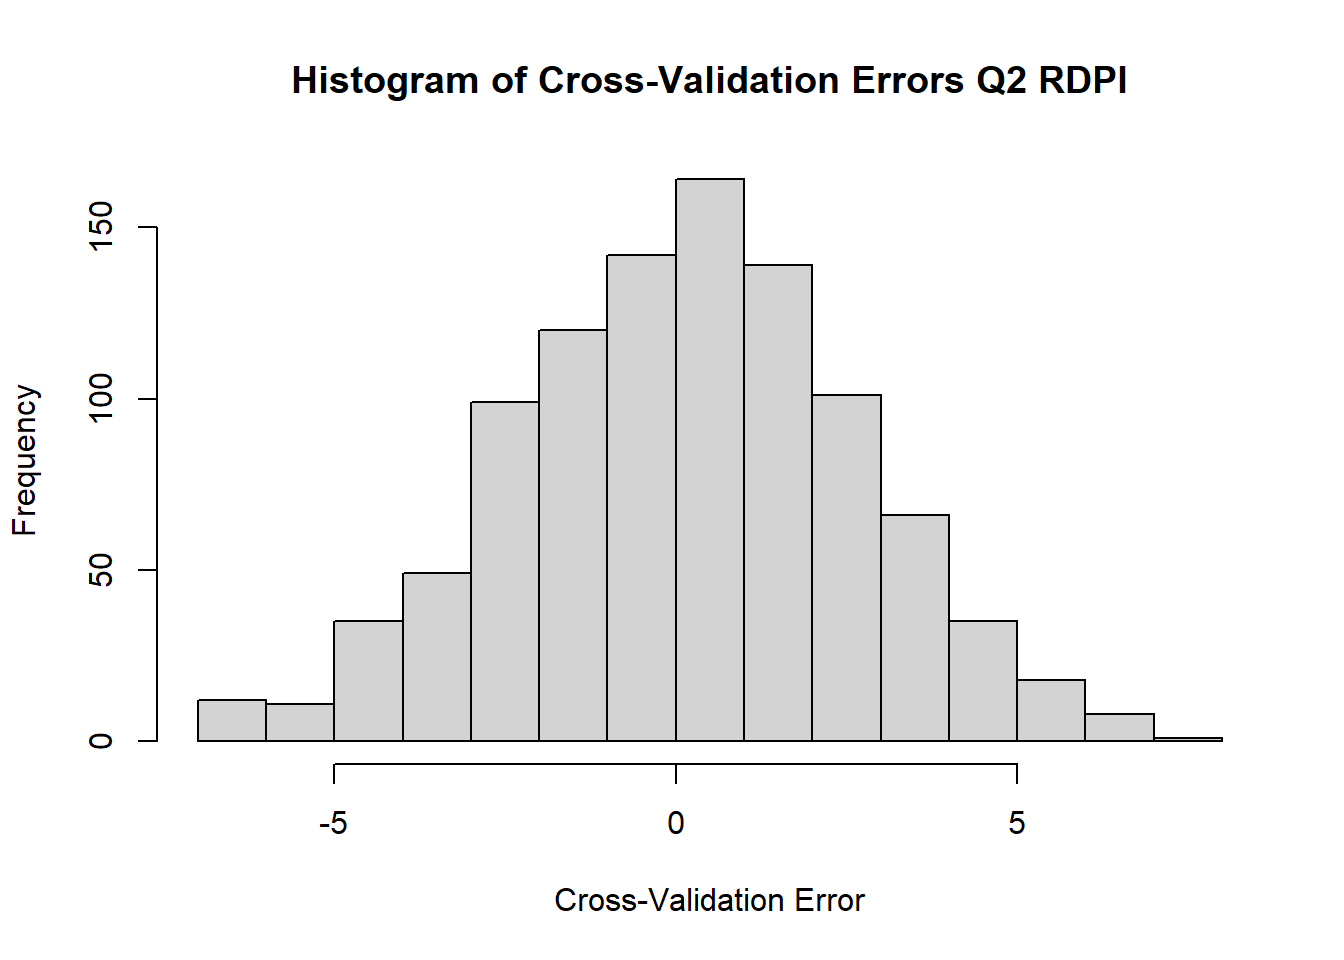 Histogram of Cross-Validation Errors Q2 RDPI
Frequency
150
100
50
0
-5 0 5
Cross-Validation Error